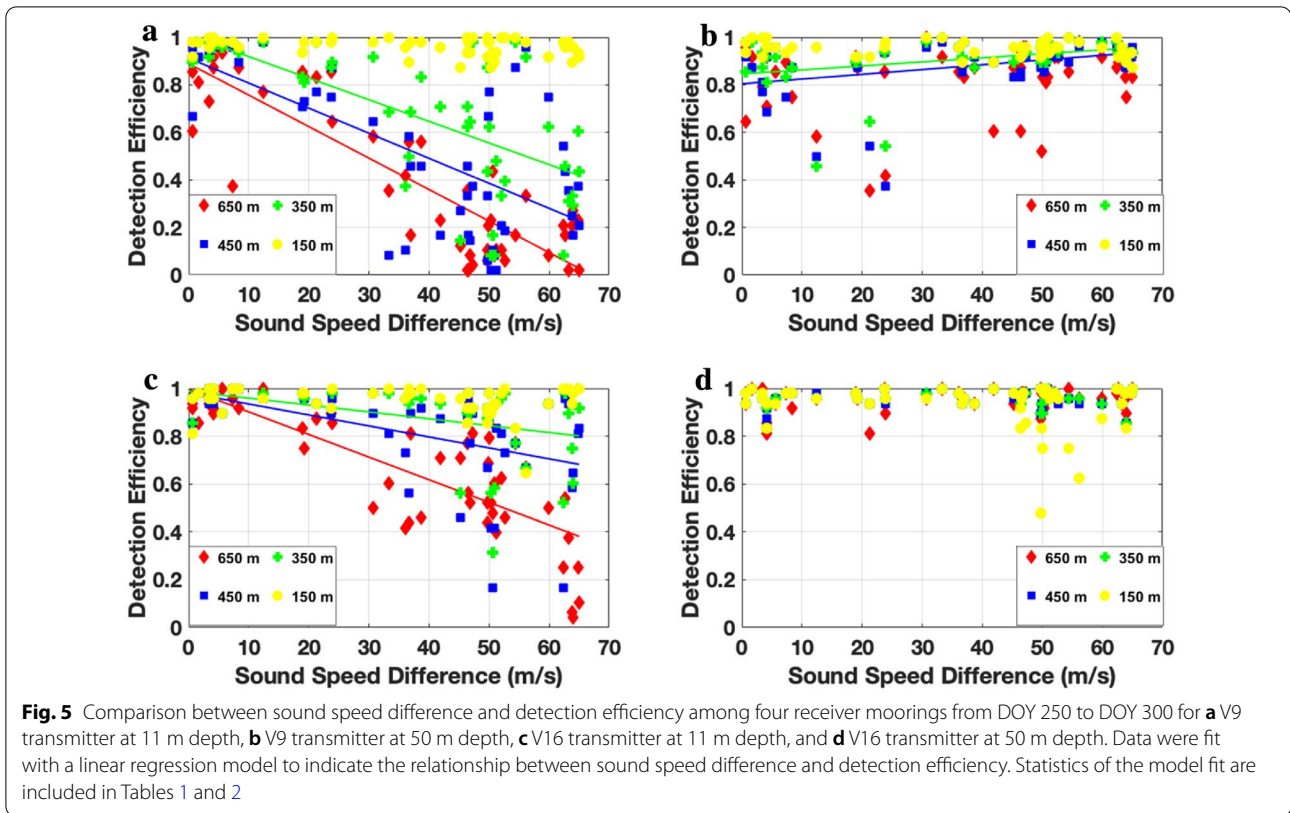 a
Detection Efficiency
1
0.8
0.6
0.4
0.2
0
650 m 350 m
450 m 150 m
0 10 20 30 40 50 60 70
Sound Speed Difference (m/s)
b
Detection Efficiency
1
0.8
0.6
0.4
0.2
0
650 m 350 m
450 m 150 m
0 10 20 30 40 50 60 70
Sound Speed Difference (m/s)
c
Detection Efficiency
1
0.8
0.6
0.4
0.2
0
650 m 350 m
450 m 150 m
0 10 20 30 40 50 60 70
Sound Speed Difference (m/s)
d
Detection Efficiency
1
0.8
0.6
0.4
0.2
0
650 m 350 m
450 m 150 m
0 10 20 30 40 50 60 70
Sound Speed Difference (m/s)
Fig. 5 Comparison between sound speed difference and detection efficiency among four receiver moorings from DOY 250 to DOY 300 for a V9
transmitter at 11 m depth, b V9 transmitter at 50 m depth, c V16 transmitter at 11 m depth, and d V16 transmitter at 50 m depth. Data were fit
with a linear regression model to indicate the relationship between sound speed difference and detection efficiency. Statistics of the model fit are
included in Tables 1 and 2